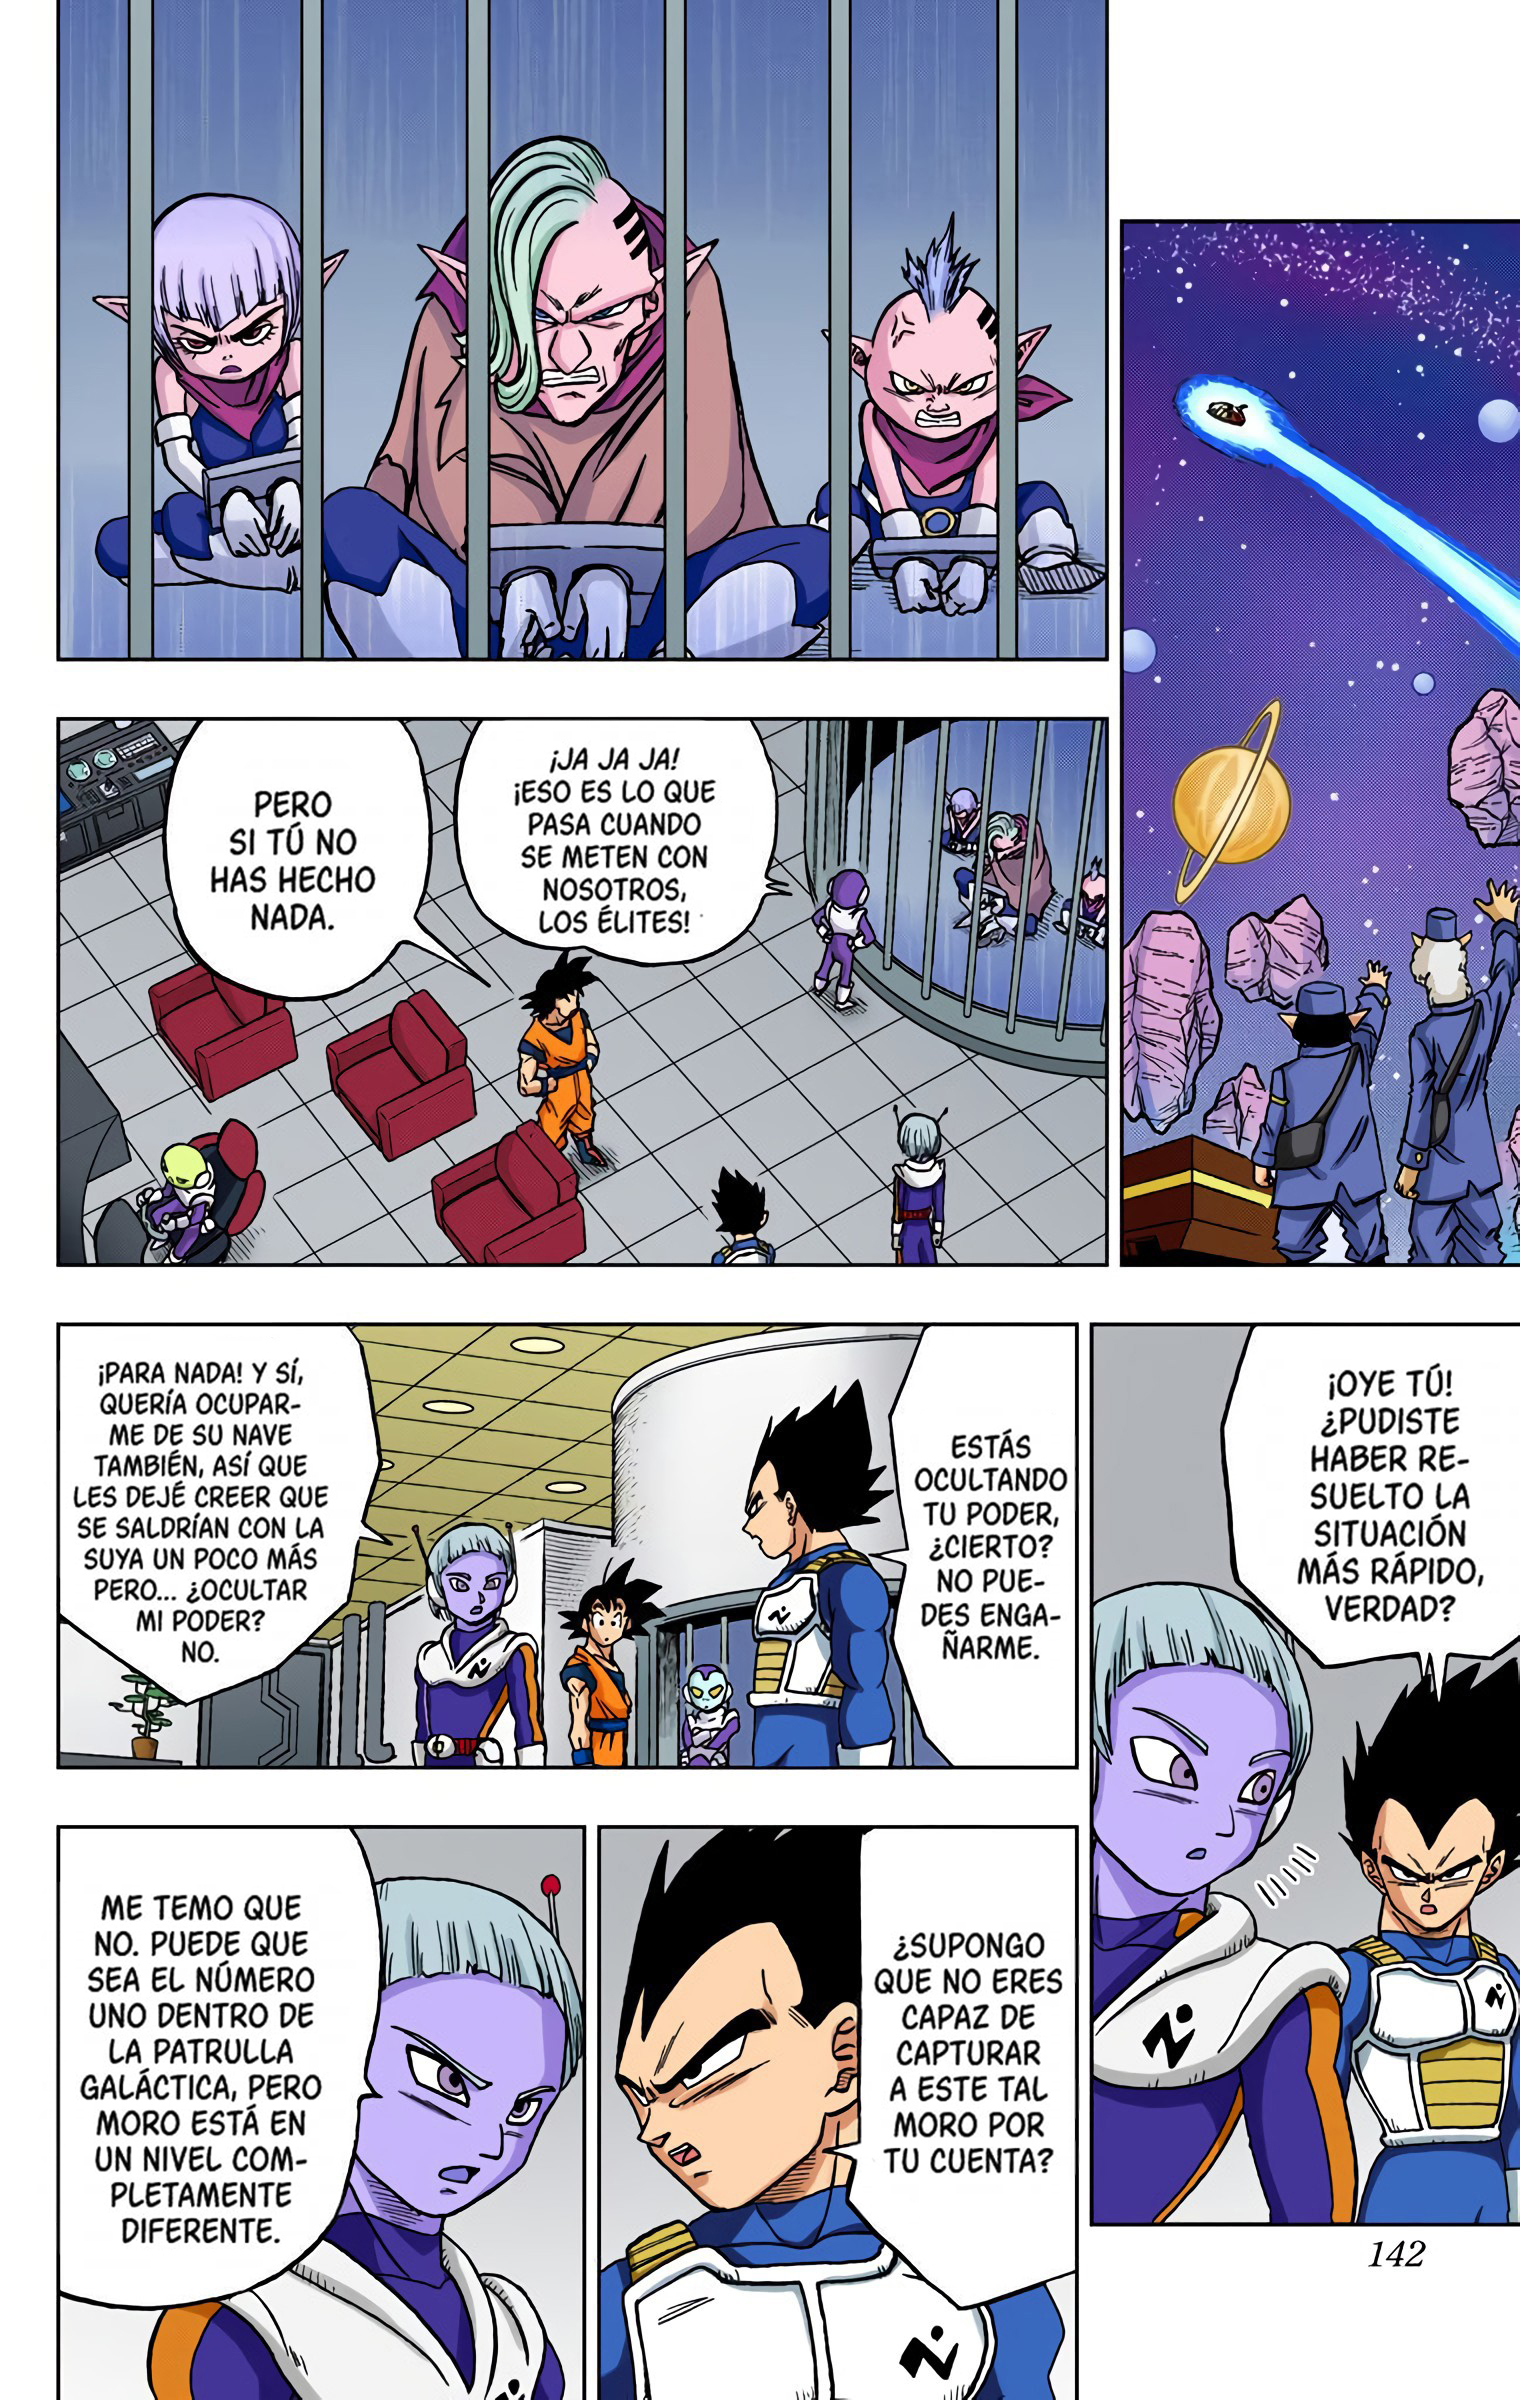 ¡JA JA JA!
¡ESO ES LO QUE
PASA CUANDO
SE METEN CON
NOSOTROS,
LOS ÉLITES!
PERO
SI TÚ NO
HAS HECHO
NADA.
¡OYE TÚ!
¿PUDISTE
HABER RE-
SUELTO LA
SITUACIÓN
MÁS RÁPIDO,
VERDAD?
ESTÁS
OCULTANDO
TU PODER,
¿CIERTO?
NO PUE-
DES ENGA-
ÑARME.
¡PARA NADA! Y SÍ,
QUERÍA OCUPAR-
ME DE SU NAVE
TAMBIÉN, ASÍ QUE
LES DEJÉ CREER QUE
SE SALDRÍAN CON LA
SUYA UN POCO MÁS
PERO... ¿OCULTAR
MI PODER?
NO.
¿SUPONGO
QUE NO ERES
CAPAZ DE
CAPTURAR
A ESTE TAL
MORO POR
TU CUENTA?
ME TEMO QUE
NO. PUEDE QUE
SEA EL NÚMERO
UNO DENTRO DE
LA PATRULLA
GALÁCTICA, PERO
MORO ESTÁ EN
UN NIVEL COM-
PLETAMENTE
DIFERENTE.
142